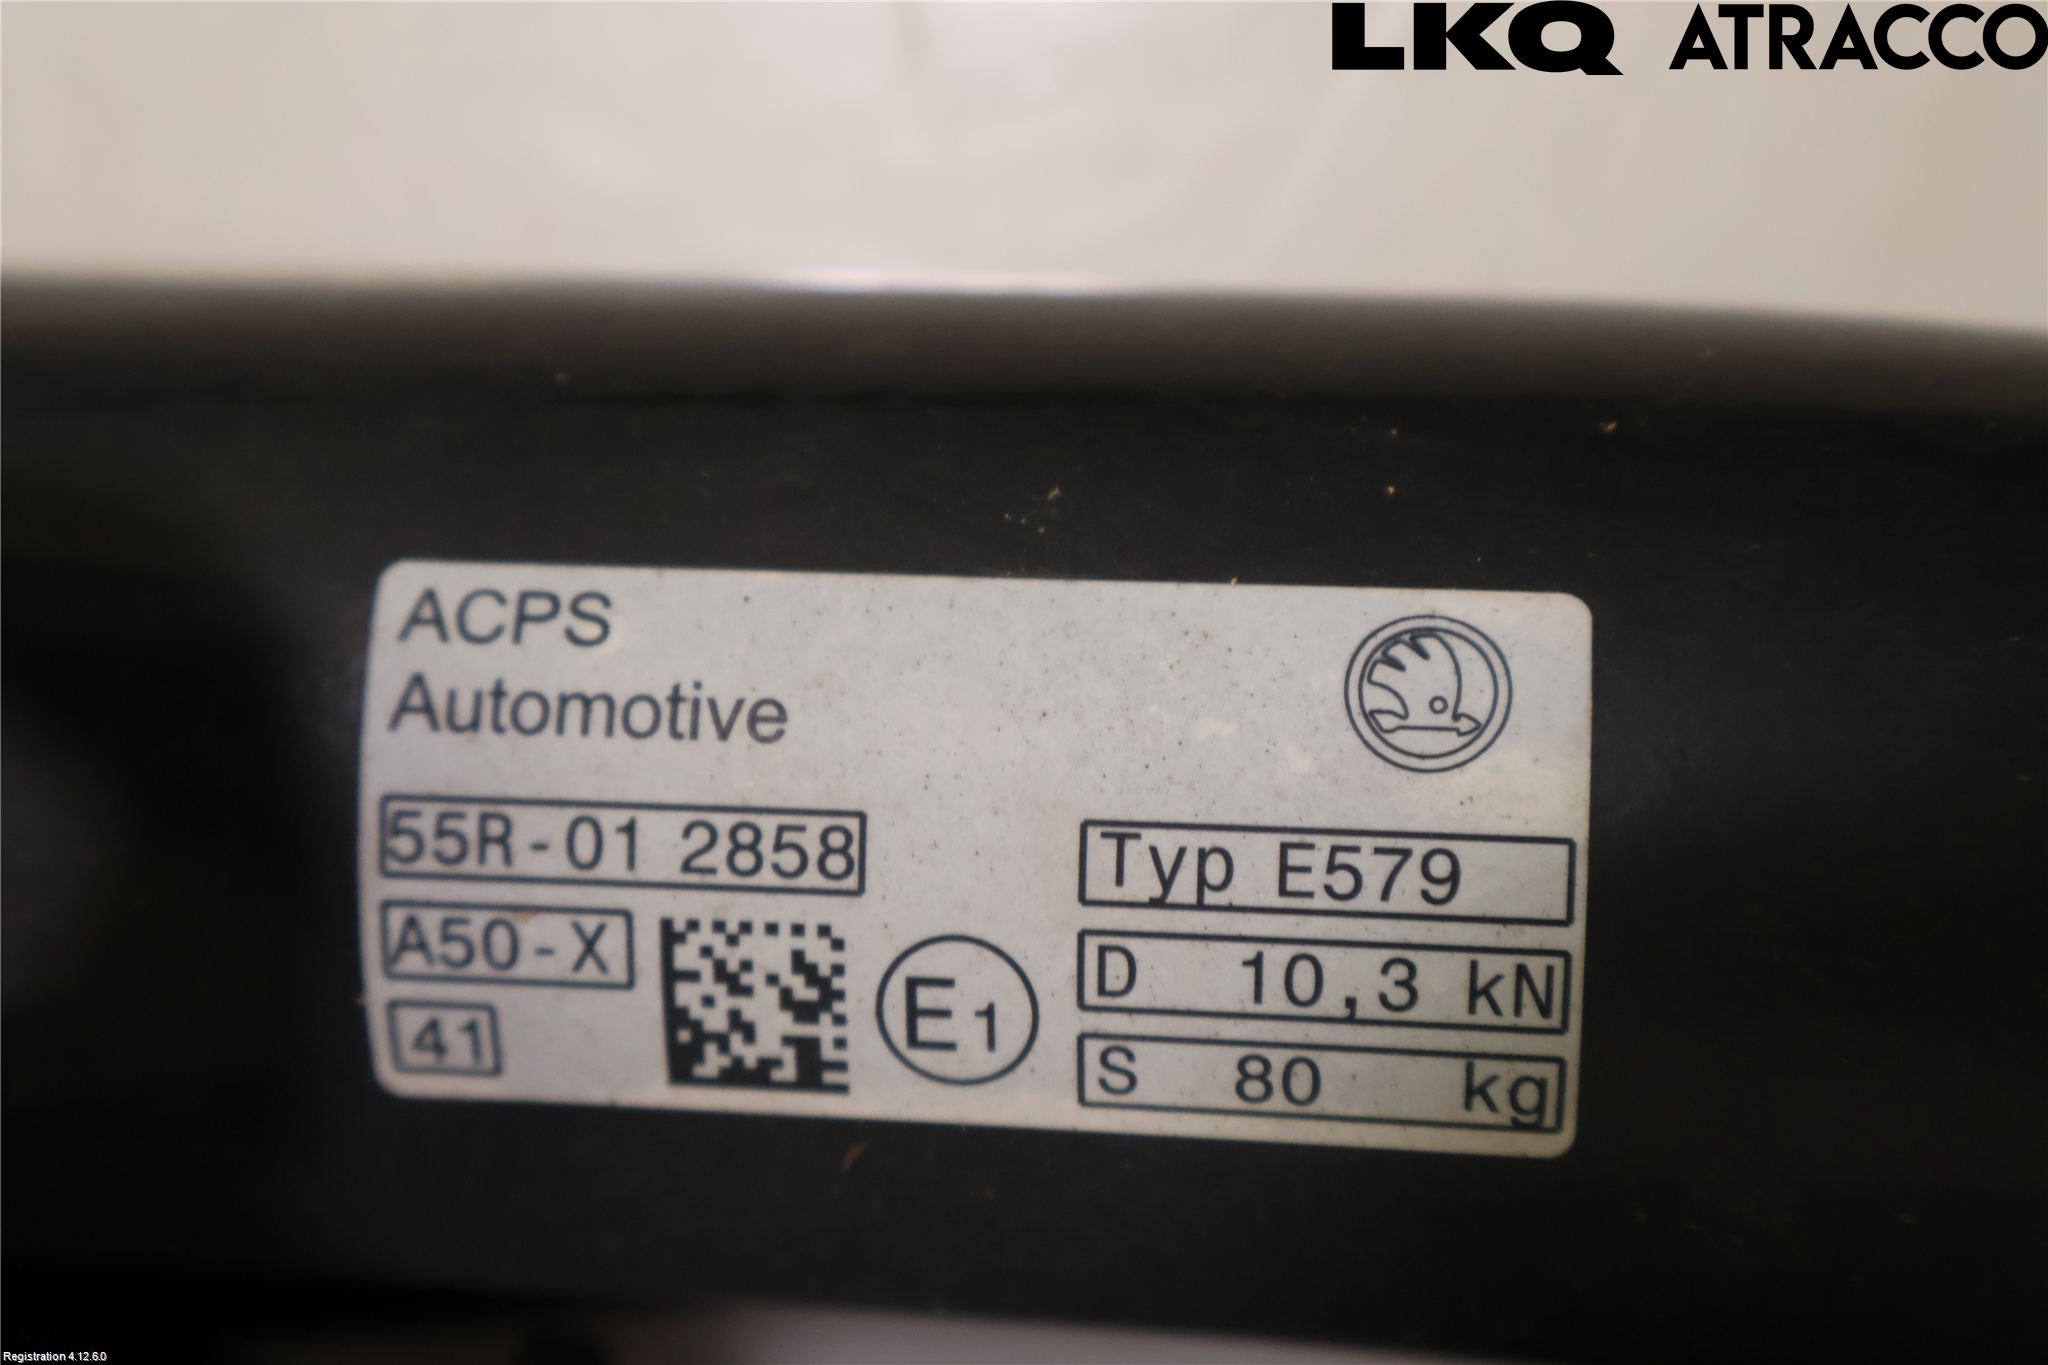 LKQ ATRACCO
ACPS
Automotive
55R-01 2858
A50-X
41
E1
Typ E579
D 10,3 kN
S 80 kg
Registration 4.12.6.0